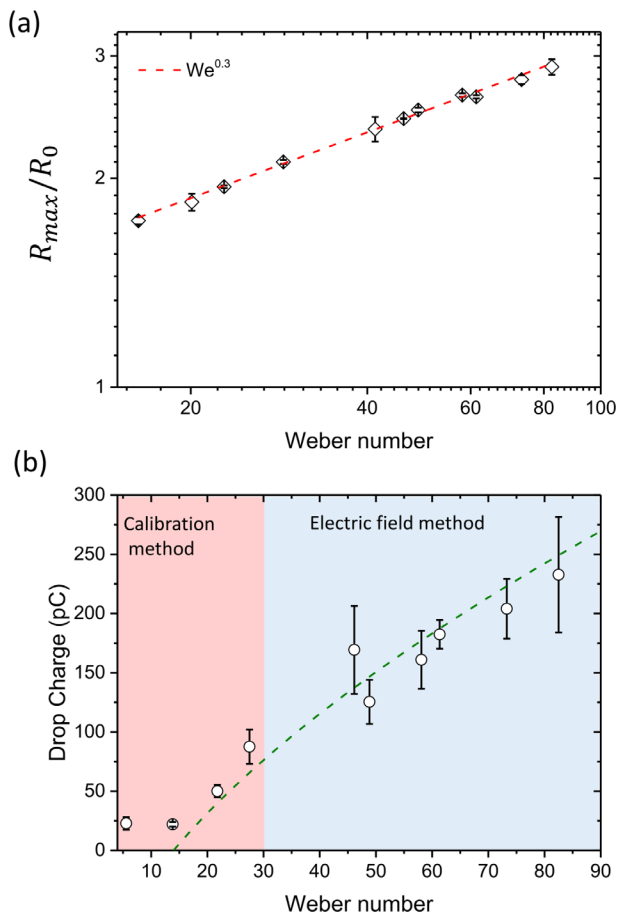 (a)
3
2
1
R_max/R_0
We^0.3
20
40
60
80
100
Weber number
(b)
300
250
200
150
100
50
0
Drop Charge (pC)
Calibration
method
Electric field method
10
20
30
40
50
60
70
80
90
Weber number